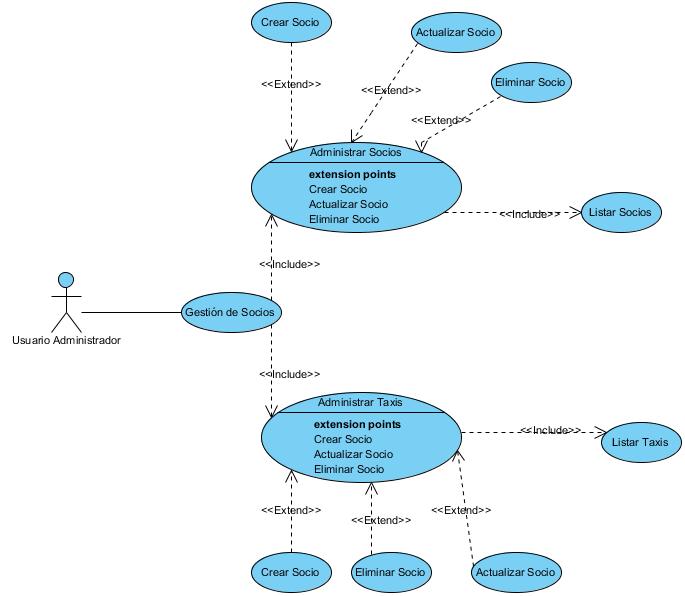 Crear Socio
Actualizar Socio
<<Extend>>
<<Extend>>
Eliminar Socio
<<Extend>>
Administrar Socios
extension points
Crear Socio
Actualizar Socio
Eliminar Socio
<<Include>>
Listar Socios
<<Include>>
Gestión de Socios
Usuario Administrador
<<Include>>
Administrar Taxis
extension points
Crear Socio
Actualizar Socio
Eliminar Socio
<<Include>>
Listar Taxis
<<Extend>>
<<Extend>>
<<Extend>>
Crear Socio
Eliminar Socio
Actualizar Socio